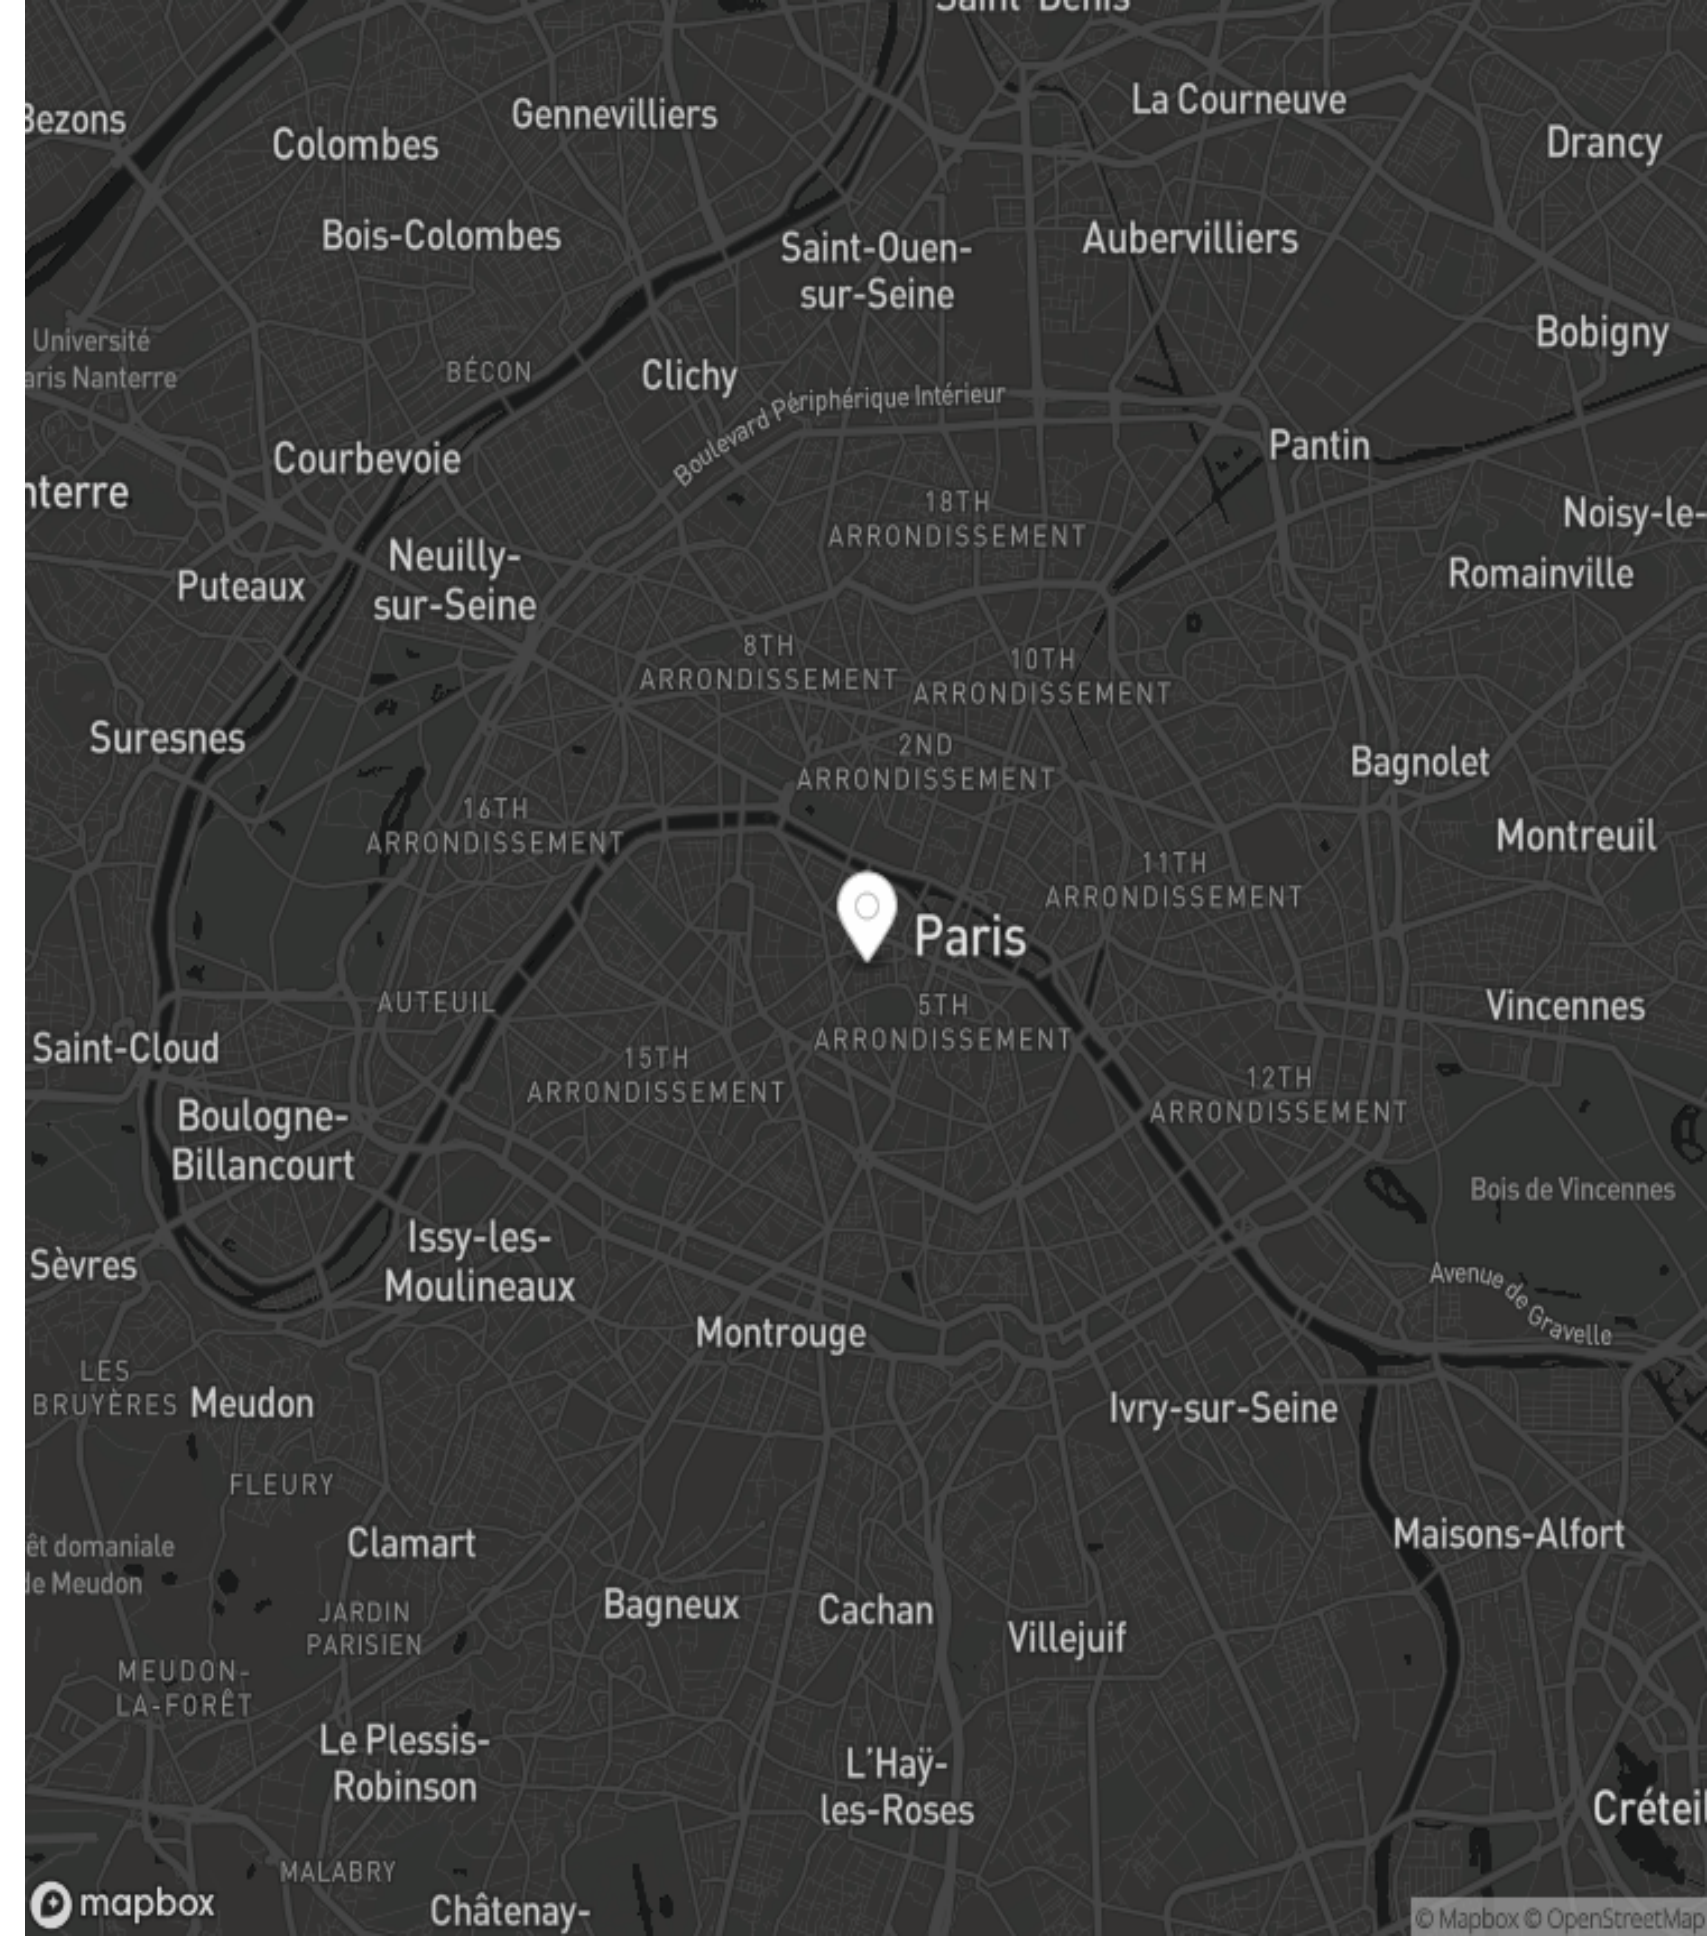 Saint-Denis
La Courneuve
Gennevilliers
Bezons
Colombes
Drancy
Bois-Colombes
Saint-Ouen-
sur-Seine
Aubervilliers
Bobigny
Université
aris Nanterre
BÉCON
Clichy
Boulevard Périphérique Intérieur
Courbevoie
Pantin
nterre
18TH
ARRONDISSEMENT
Noisy-le-
Neuilly-
sur-Seine
Puteaux
Romainville
8TH
ARRONDISSEMENT
10TH
ARRONDISSEMENT
Suresnes
2ND
ARRONDISSEMENT
Bagnolet
16TH
ARRONDISSEMENT
Montreuil
11TH
ARRONDISSEMENT
Paris
AUTEUIL
5TH
ARRONDISSEMENT
Vincennes
Saint-Cloud
15TH
ARRONDISSEMENT
12TH
ARRONDISSEMENT
Boulogne-
Billancourt
Bois de Vincennes
Issy-les-
Moulineaux
Sèvres
Avenue de Gravelle
Montrouge
LES
BRUYÈRES
Meudon
Ivry-sur-Seine
FLEURY
êt domaniale
de Meudon
Clamart
Maisons-Alfort
Bagneux
Cachan
JARDIN
PARISIEN
Villejuif
MEUDON-
LA-FORÊT
Le Plessis-
Robinson
L'Haÿ-
les-Roses
Créteil
MALABRY
mapbox
Châtenay-
© Mapbox © OpenStreetMap